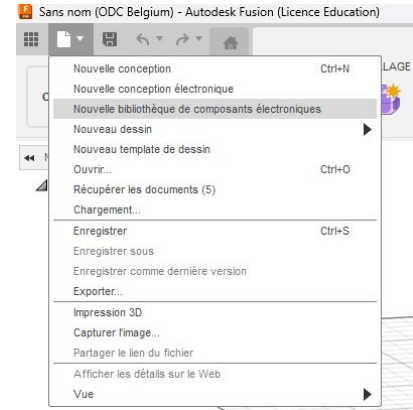 Sans nom (ODC Belgium) - Autodesk Fusion (Licence Education)
LAGE
Nouvelle conception Ctrl+N
Nouvelle conception électronique
Nouvelle bibliothèque de composants électroniques
Nouveau dessin
Nouveau template de dessin
Ouvrir... Ctrl+O
Récupérer les documents (5)
Chargement...
Enregistrer Ctrl+S
Enregistrer sous
Enregistrer comme dernière version
Exporter...
Impression 3D
Capturer l'image...
Partager le lien du fichier
Afficher les détails sur le Web
Vue